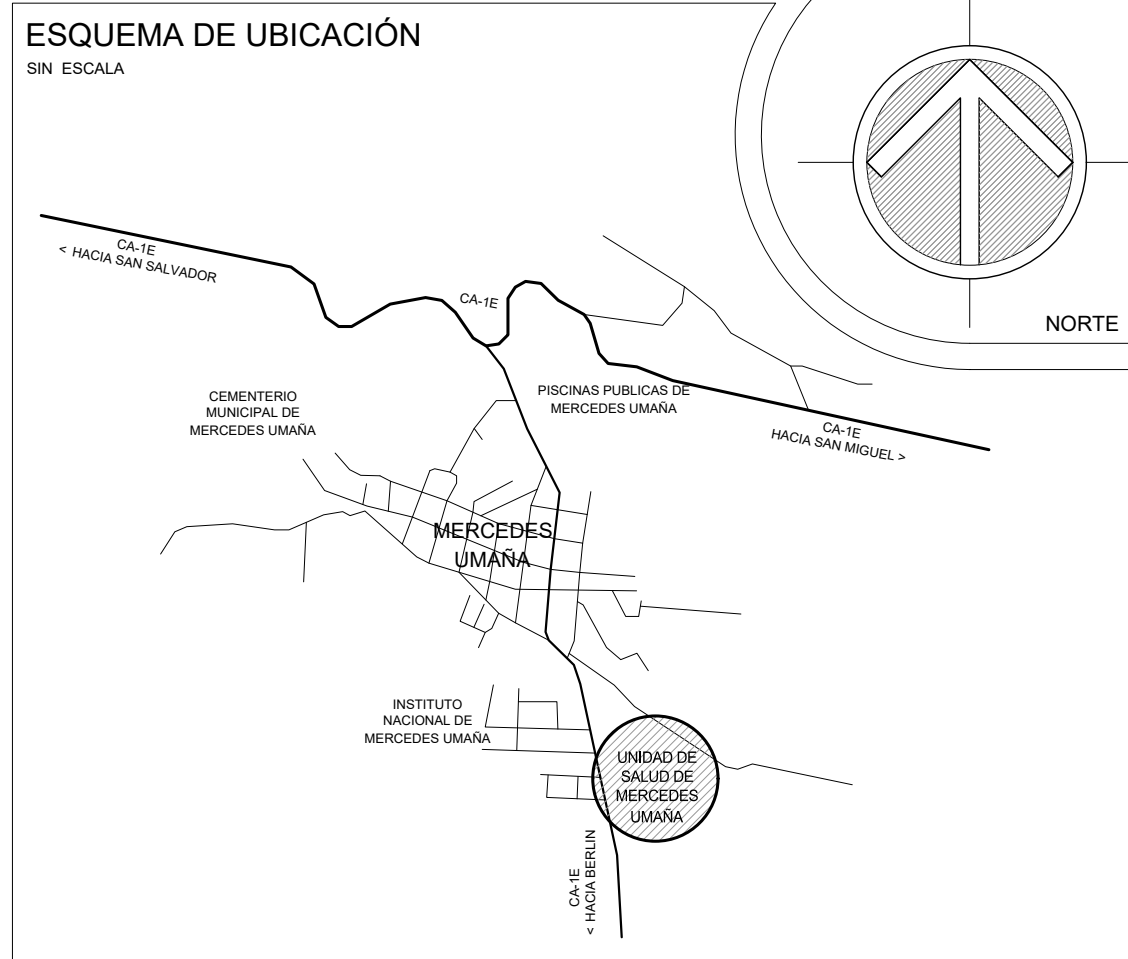 ESQUEMA DE UBICACIÓN
SIN ESCALA
NORTE
CA-1E
< HACIA SAN SALVADOR
CA-1E
CEMENTERIO
MUNICIPAL DE
MERCEDES UMAÑA
PISCINAS PUBLICAS DE
MERCEDES UMAÑA
CA-1E
HACIA SAN MIGUEL >
MERCEDES
UMAÑA
INSTITUTO
NACIONAL DE
MERCEDES UMAÑA
UNIDAD DE
SALUD DE
MERCEDES
UMAÑA
CA-1E
< HACIA BERLIN